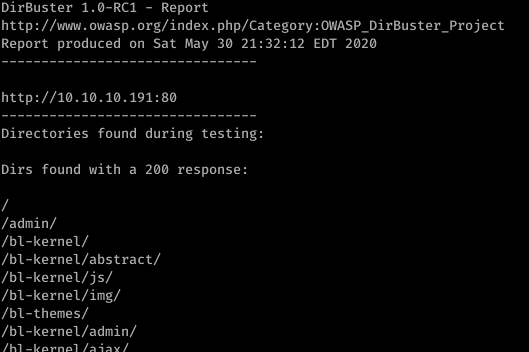 DirBuster 1.0-RC1 - Report
http://www.owasp.org/index.php/Category:OWASP_DirBuster_Project
Report produced on Sat May 30 21:32:12 EDT 2020
--------------------------------

http://10.10.10.191:80
--------------------------------
Directories found during testing:

Dirs found with a 200 response:

/
/admin/
/bl-kernel/
/bl-kernel/abstract/
/bl-kernel/js/
/bl-kernel/img/
/bl-themes/
/bl-kernel/admin/
/bl-kernel/ajax/